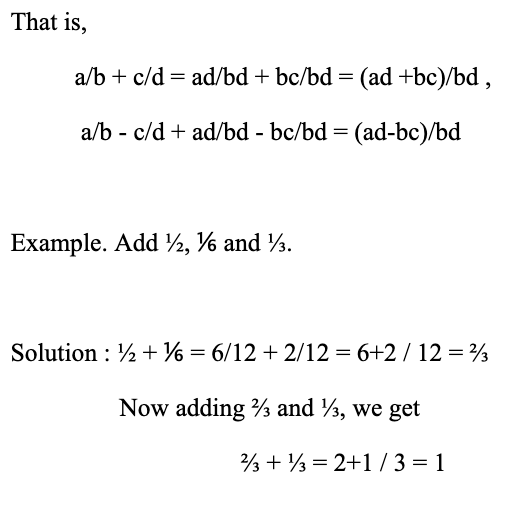 That is,
a/b + c/d = ad/bd + bc/bd = (ad +bc)/bd ,
a/b - c/d + ad/bd - bc/bd = (ad-bc)/bd
Example. Add ½, ⅙ and ⅓.
Solution : ½ + ⅙ = 6/12 + 2/12 = 6+2 / 12 = ⅔
Now adding ⅔ and ⅓, we get
⅔ + ⅓ = 2+1 / 3 = 1